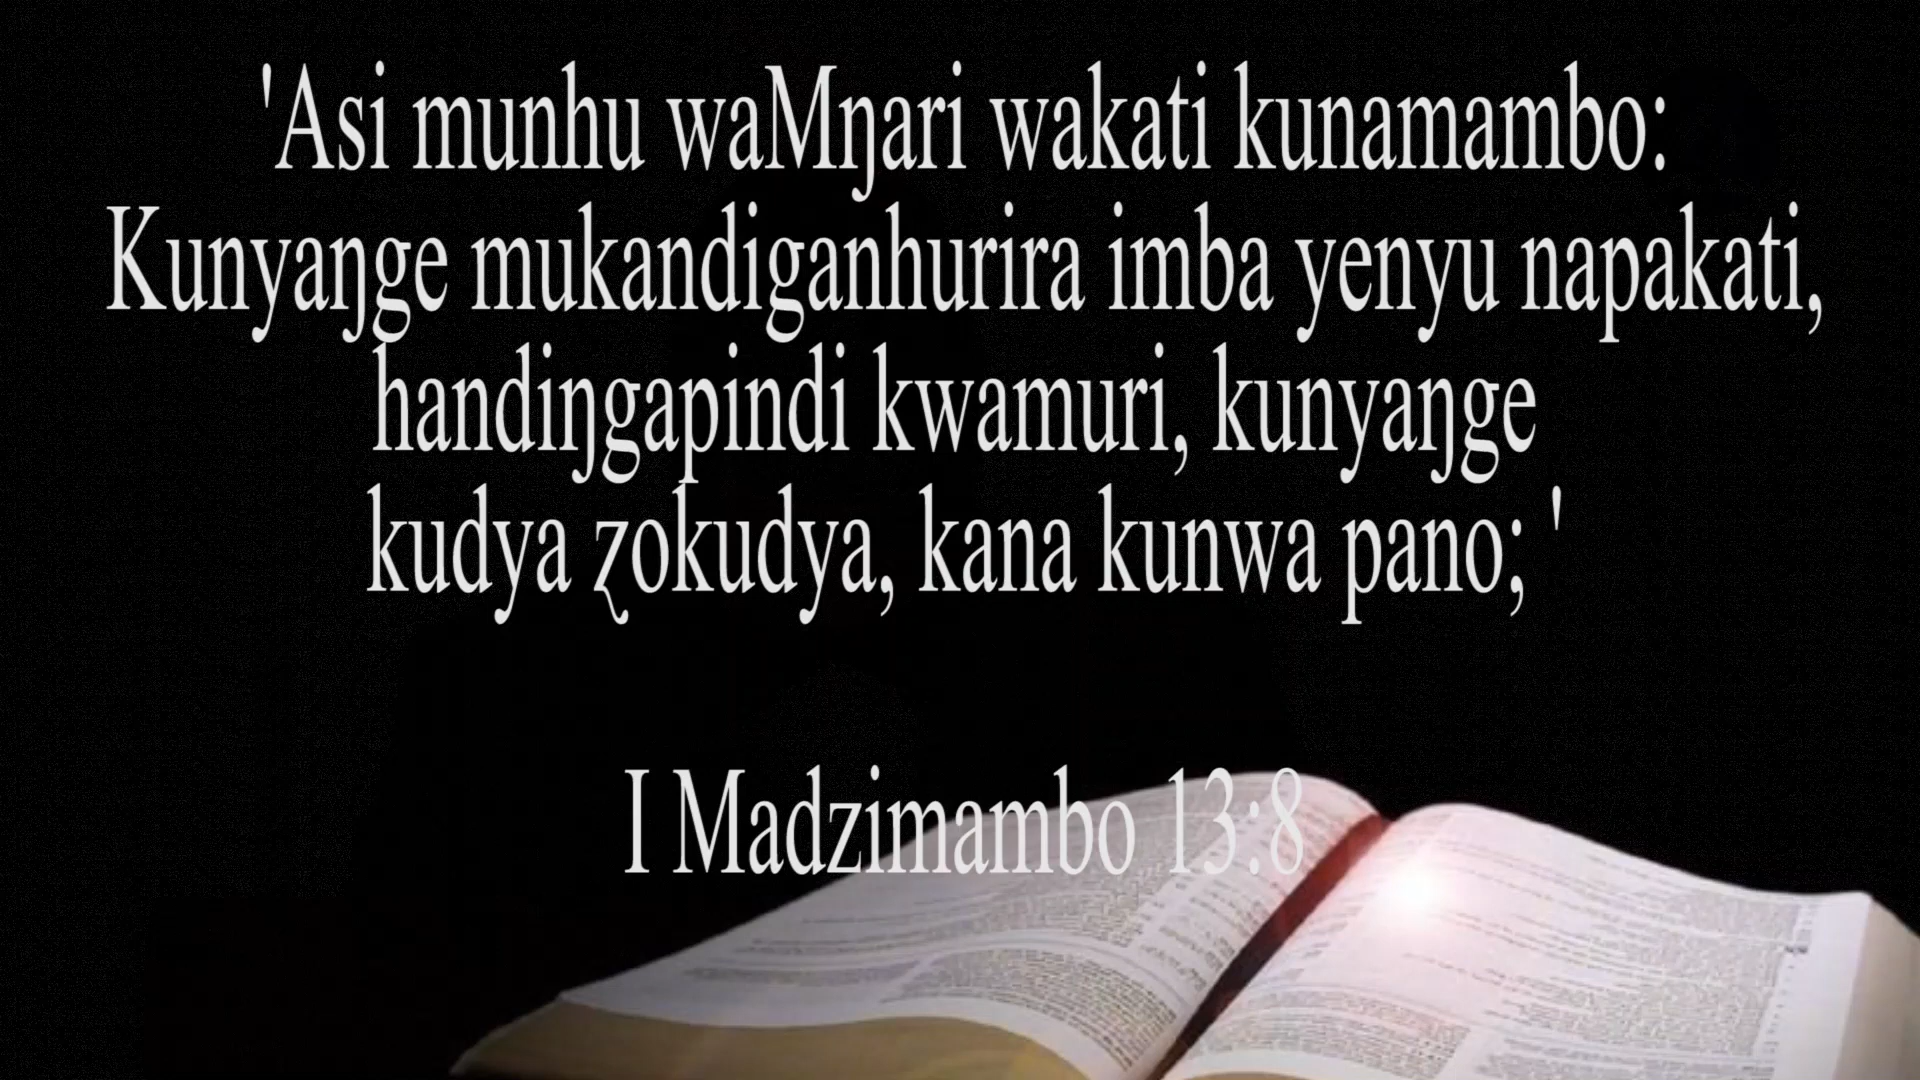 'Asi munhu waMŋari wakati kunamambo:
Kunyaŋge mukandiganhurira imba yenyu napakati,
handiŋgapindi kwamuri, kunyaŋge
kudya ɀokudya, kana kunwa pano; '
I Madzimambo 13:8